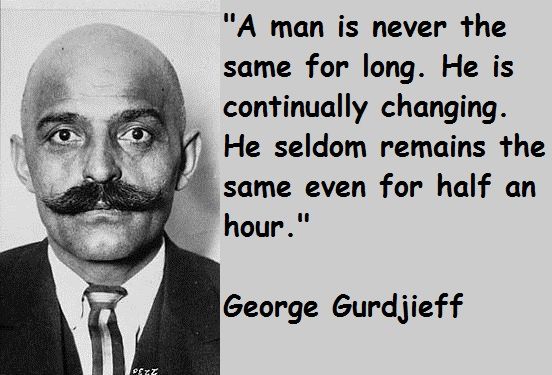 "A man is never the
same for long. He is
continually changing.
He seldom remains the
same even for half an
hour."
George Gurdjieff